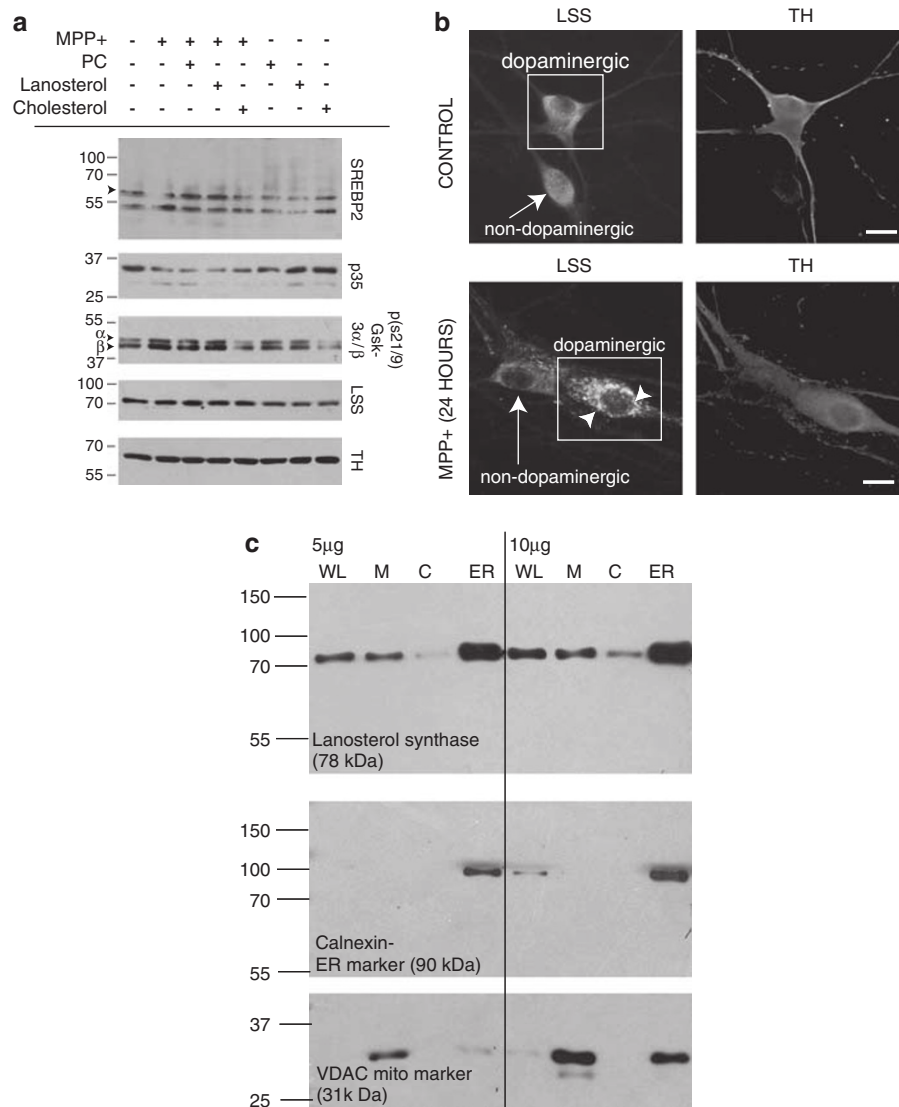 a
MPP+ - + + + + - - -
PC - - + - - + - -
Lanosterol - - - + - - + -
Cholesterol - - - - + - - +
100
70
55
SREBP2
37
25
p35
55
α
β
37
p(s21/9)
Gsk-
3α/β
100
70
LSS
70
55
TH
b
LSS TH
CONTROL
dopaminergic
non-dopaminergic
LSS TH
MPP+ (24 HOURS)
dopaminergic
non-dopaminergic
c
5µg 10µg
WL M C ER WL M C ER
150
100
70
55
Lanosterol synthase
(78 kDa)
150
100
70
55
Calnexin-
ER marker (90 kDa)
37
25
VDAC mito marker
(31k Da)